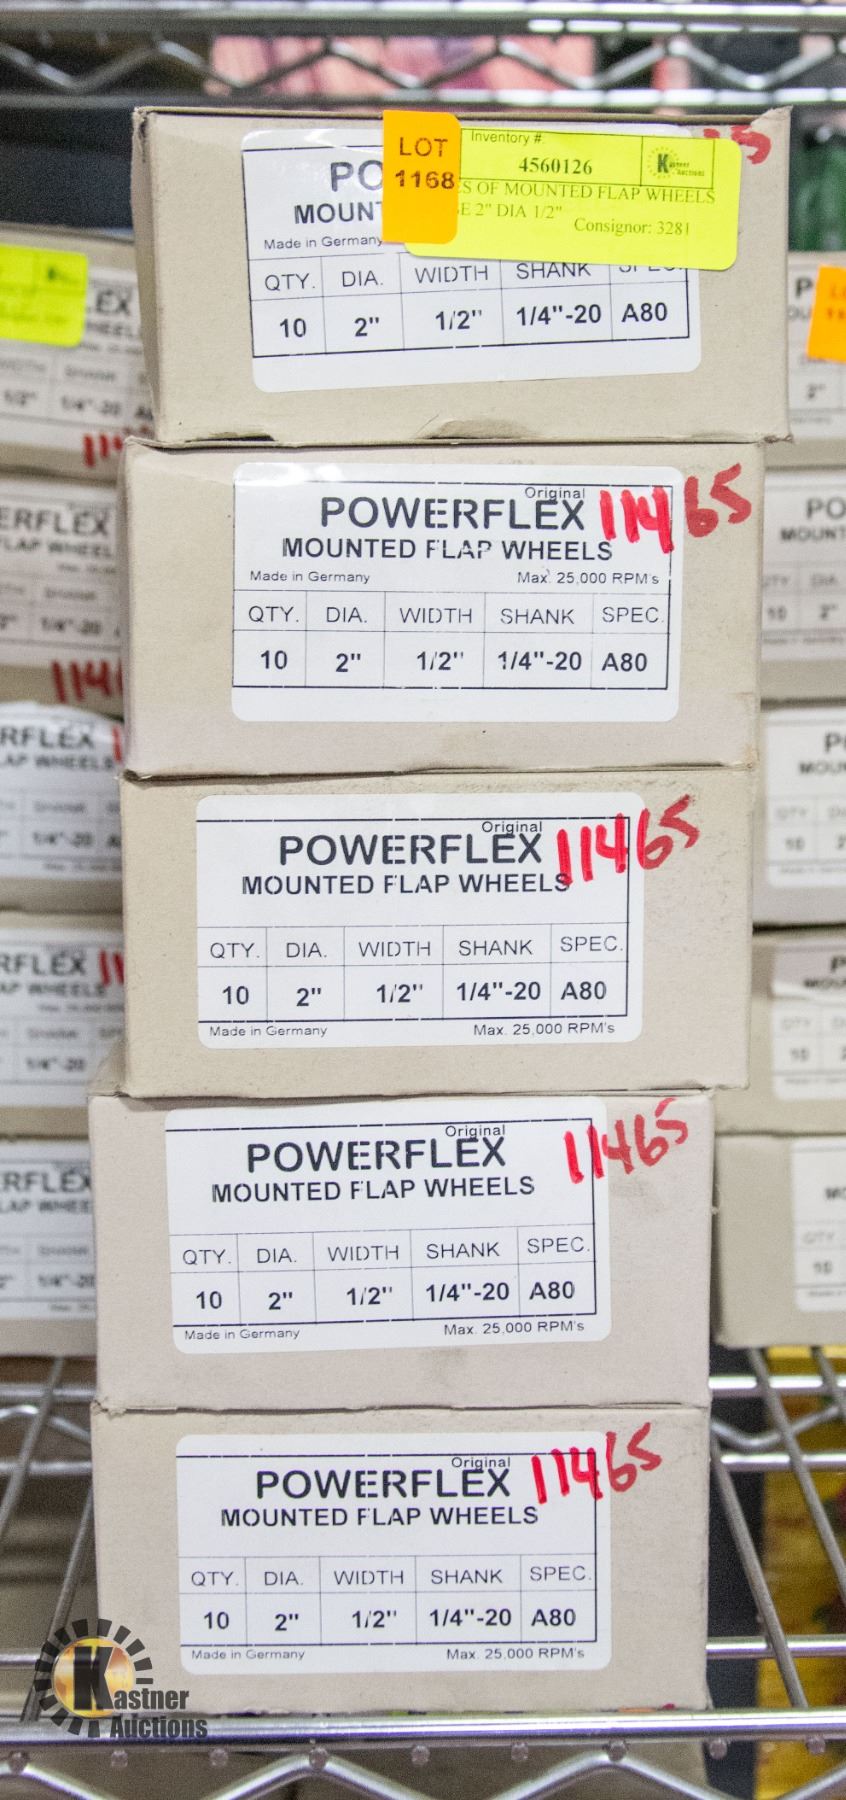 LOT
1168
Inventory #:
4560126
Kastner
Auctions
OF MOUNTED FLAP WHEELS
2" DIA 1/2"
Consignor: 3281
Made in Germany
QTY. DIA. WIDTH SHANK
10 2" 1/2" 1/4"-20 A80
Original
POWERFLEX 11465
MOUNTED FLAP WHEELS
Made in Germany Max. 25,000 RPM's
QTY. DIA. WIDTH SHANK SPEC.
10 2" 1/2" 1/4"-20 A80
Original
POWERFLEX 11465
MOUNTED FLAP WHEELS
QTY. DIA. WIDTH SHANK SPEC.
10 2" 1/2" 1/4"-20 A80
Made in Germany Max. 25,000 RPM's
Original
POWERFLEX 11465
MOUNTED FLAP WHEELS
QTY. DIA. WIDTH SHANK SPEC.
10 2" 1/2" 1/4"-20 A80
Made in Germany Max. 25,000 RPM's
Original
POWERFLEX 11465
MOUNTED FLAP WHEELS
QTY. DIA. WIDTH SHANK SPEC.
10 2" 1/2" 1/4"-20 A80
Made in Germany Max. 25,000 RPM's
Kastner
Auctions